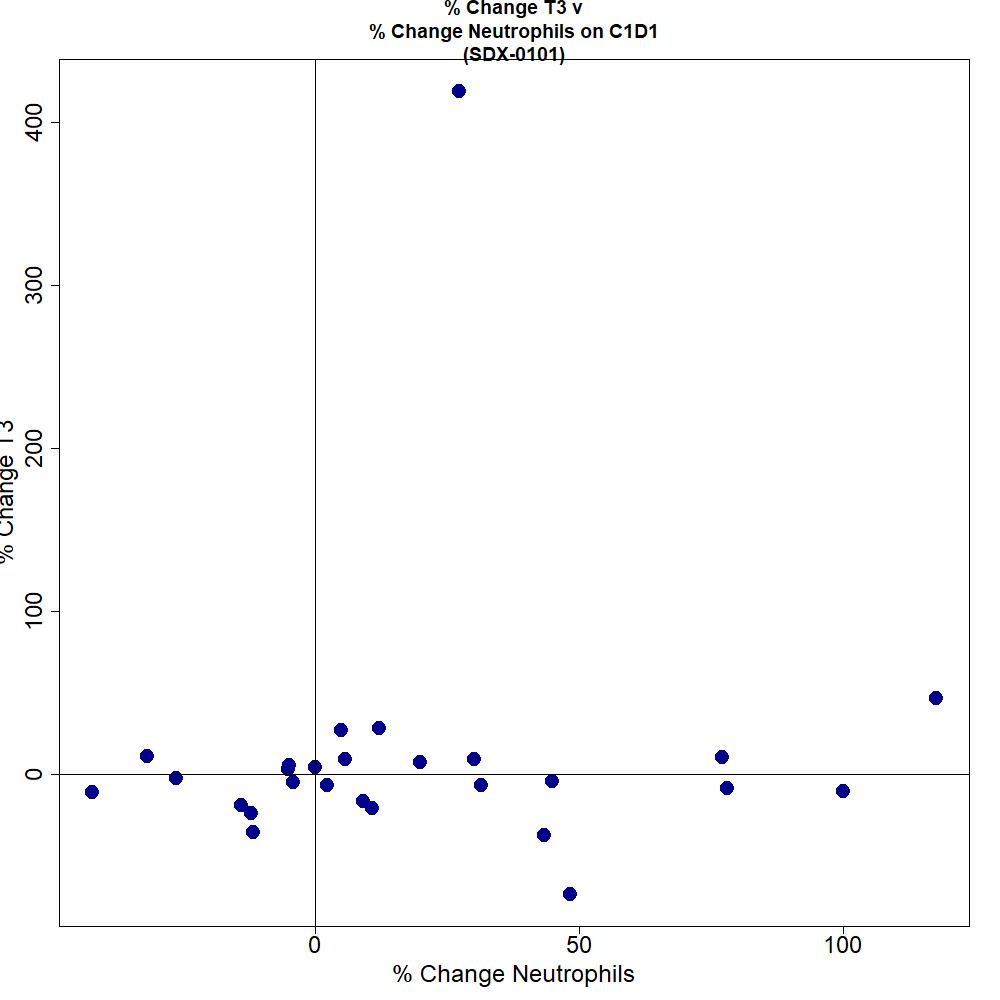 % Change T3 v
% Change Neutrophils on C1D1
(SDX-0101)
400
300
200
100
0
% Change T3
0 50 100
% Change Neutrophils